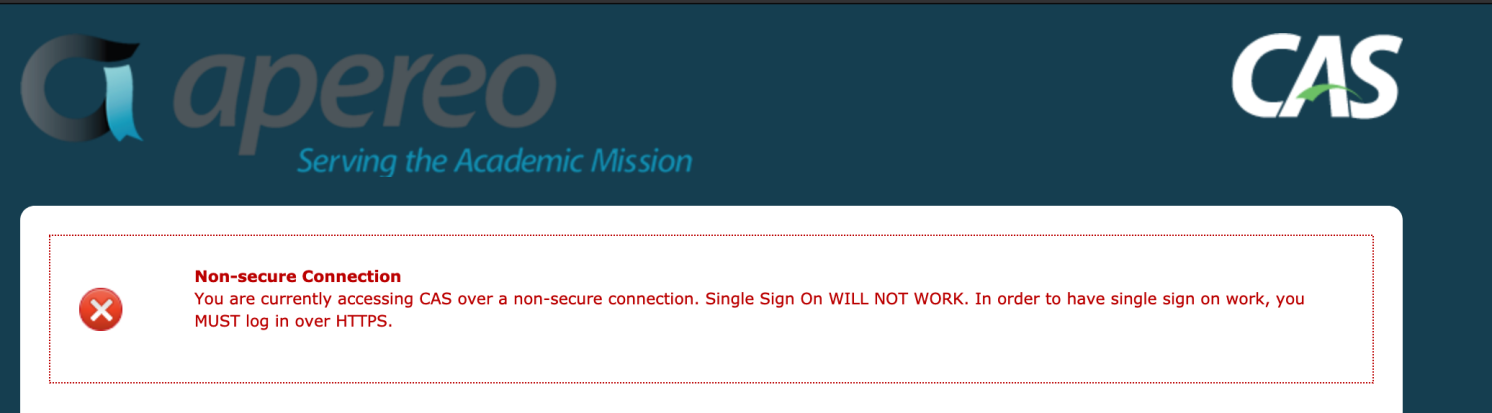 apereo
CAS
Serving the Academic Mission
Non-secure Connection
You are currently accessing CAS over a non-secure connection. Single Sign On WILL NOT WORK. In order to have single sign on work, you
MUST log in over HTTPS.